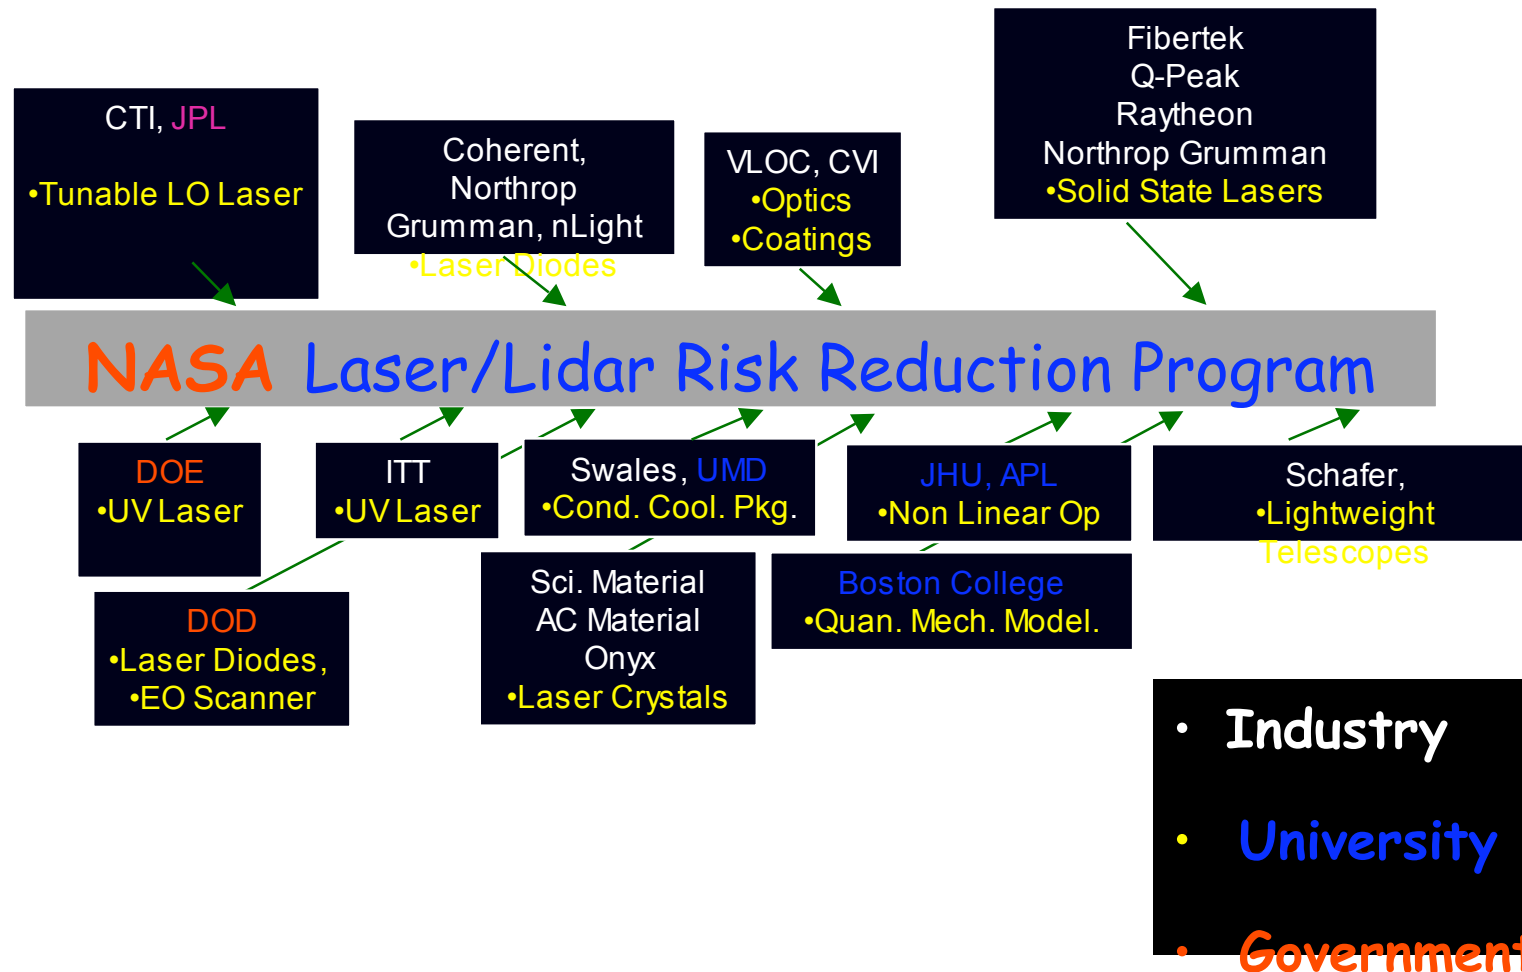 CTI, JPL
•Tunable LO Laser
Coherent,
Northrop
Grumman, nLight
•Laser Diodes
VLOC, CVI
•Optics
•Coatings
Fibertek
Q-Peak
Raytheon
Northrop Grumman
•Solid State Lasers
NASA Laser/Lidar Risk Reduction Program
DOE
•UV Laser
ITT
•UV Laser
Swales, UMD
•Cond. Cool. Pkg.
JHU, APL
•Non Linear Op
Schafer,
•Lightweight
Telescopes
DOD
•Laser Diodes,
•EO Scanner
Sci. Material
AC Material
Onyx
•Laser Crystals
Boston College
•Quan. Mech. Model.
• Industry
• University
• Government